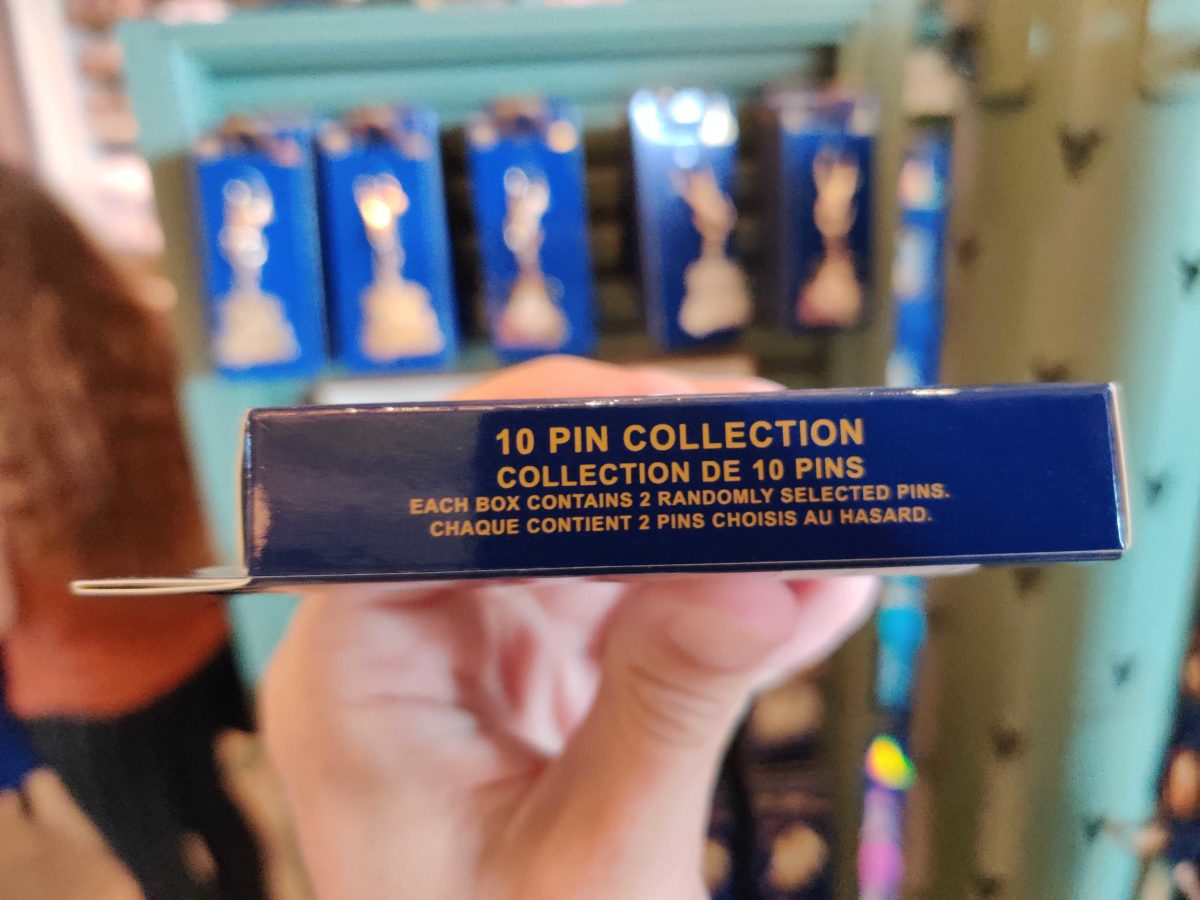 10 PIN COLLECTION
COLLECTION DE 10 PINS
EACH BOX CONTAINS 2 RANDOMLY SELECTED PINS.
CHAQUE CONTIENT 2 PINS CHOISIS AU HASARD.